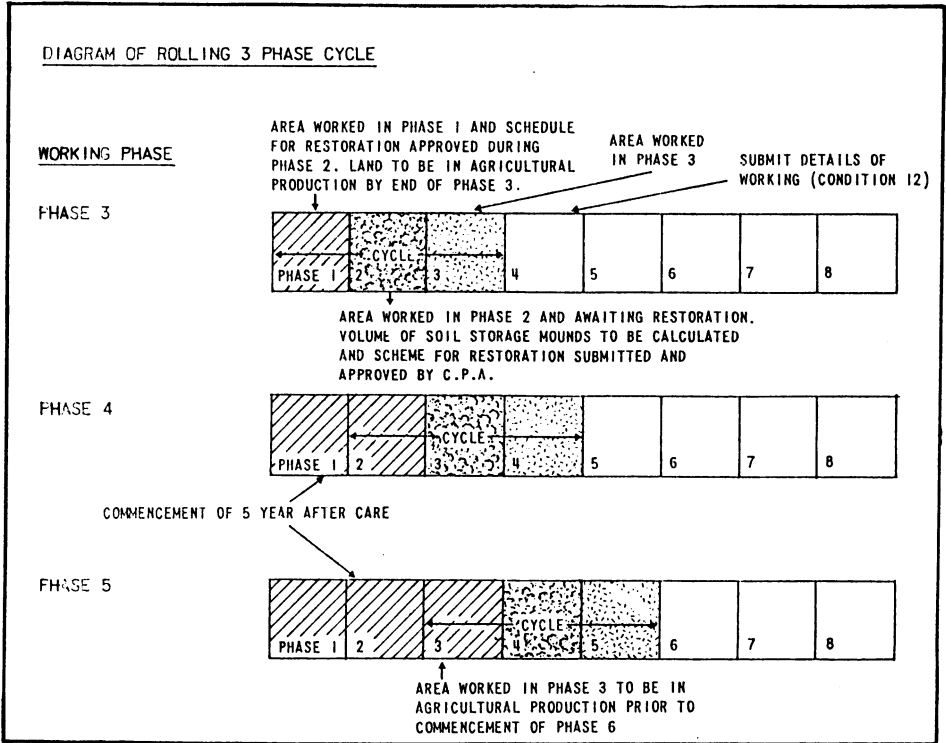 DIAGRAM OF ROLLING 3 PHASE CYCLE
WORKING PHASE
AREA WORKED IN PHASE 1 AND SCHEDULE
FOR RESTORATION APPROVED DURING
PHASE 2. LAND TO BE IN AGRICULTURAL
PRODUCTION BY END OF PHASE 3.
AREA WORKED
IN PHASE 3
SUBMIT DETAILS OF
WORKING (CONDITION 12)
PHASE 3
CYCLE
PHASE 1 2 3 4 5 6 7 8
AREA WORKED IN PHASE 2 AND AWAITING RESTORATION.
VOLUME OF SOIL STORAGE MOUNDS TO BE CALCULATED
AND SCHEME FOR RESTORATION SUBMITTED AND
APPROVED BY C.P.A.
PHASE 4
CYCLE
PHASE 1 2 3 4 5 6 7 8
COMMENCEMENT OF 5 YEAR AFTER CARE
PHASE 5
CYCLE
PHASE 1 2 3 4 5 6 7 8
AREA WORKED IN PHASE 3 TO BE IN
AGRICULTURAL PRODUCTION PRIOR TO
COMMENCEMENT OF PHASE 6